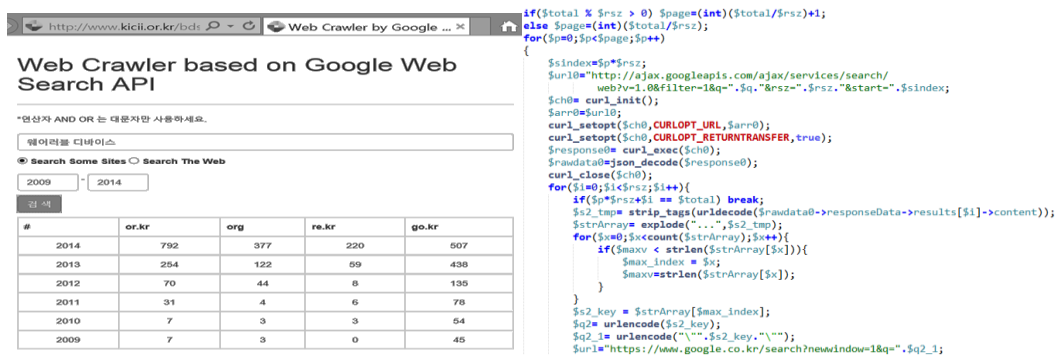 http://www.kicii.or.kr/bds
Web Crawler by Google ...
Web Crawler based on Google Web
Search API
*연산자 AND OR 는 대문자만 사용하세요.
웨어러블 디바이스
Search Some Sites Search The Web
2009 - 2014
검 색
# or.kr org re.kr go.kr
2014 792 377 220 507
2013 254 122 59 438
2012 70 44 8 135
2011 31 4 6 78
2010 7 3 3 54
2009 7 3 0 45
if($total % $rsz > 0) $page=(int)($total/$rsz)+1;
else $page=(int)($total/$rsz);
for($p=0;$p<$page;$p++)
{
$sindex=$p*$rsz;
$url0="http://ajax.googleapis.com/ajax/services/search/
web?v=1.0&filter=1&q=".$q."&rsz=".$rsz."&start=".$sindex;
$ch0= curl_init();
$arr0=$url0;
curl_setopt($ch0,CURLOPT_URL,$arr0);
curl_setopt($ch0,CURLOPT_RETURNTRANSFER,true);
$response0= curl_exec($ch0);
$rawdata0=json_decode($response0);
curl_close($ch0);
for($i=0;$i<$rsz;$i++){
if($p*$rsz+$i == $total) break;
$s2_tmp= strip_tags(urldecode($rawdata0->responseData->results[$i]->content));
$strArray= explode("...",$s2_tmp);
for($x=0;$x<count($strArray);$x++){
if($maxv < strlen($strArray[$x])){
$max_index = $x;
$maxv=strlen($strArray[$x]);
}
}
$s2_key = $strArray[$max_index];
$q2= urlencode($s2_key);
$q2_1= urlencode("\"".$s2_key."\"");
$url="https://www.google.co.kr/search?newwindow=1&q=".$q2_1;